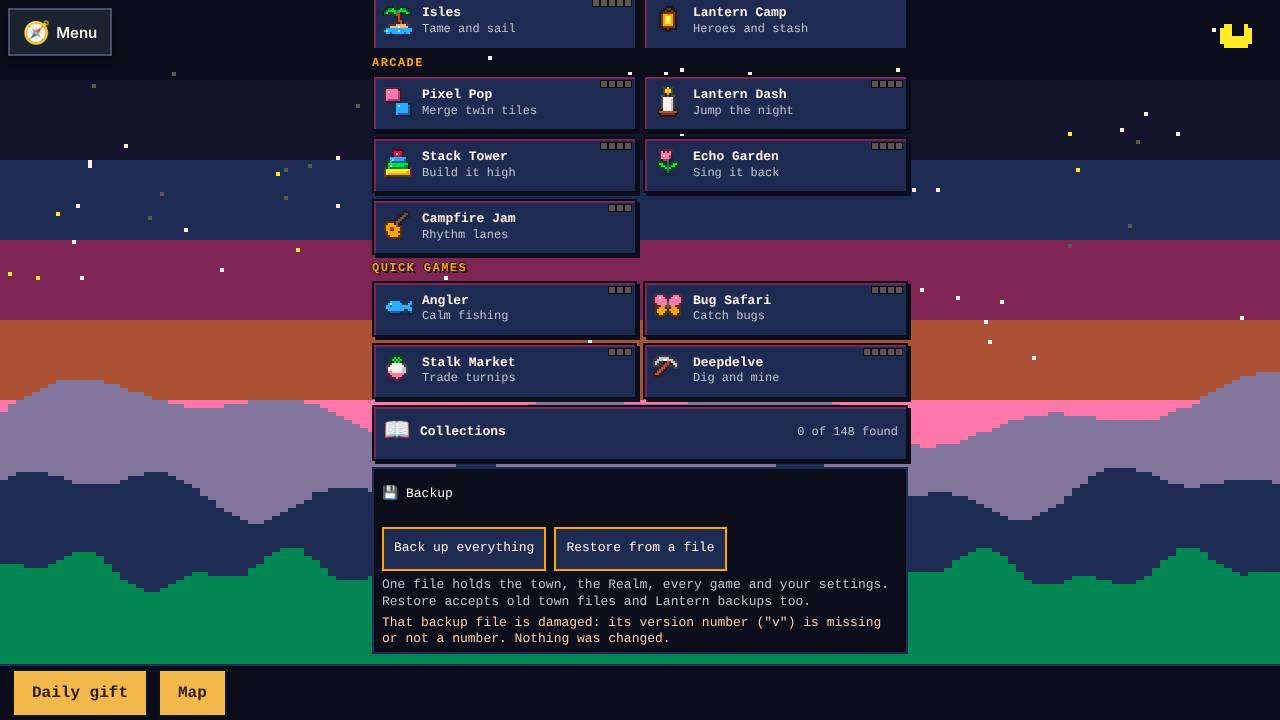 Menu
Isles
Tame and sail
Lantern Camp
Heroes and stash
ARCADE
Pixel Pop
Merge twin tiles
Lantern Dash
Jump the night
Stack Tower
Build it high
Echo Garden
Sing it back
Campfire Jam
Rhythm lanes
QUICK GAMES
Angler
Calm fishing
Bug Safari
Catch bugs
Stalk Market
Trade turnips
Deepdelve
Dig and mine
Collections
0 of 148 found
Backup
Back up everything
Restore from a file
One file holds the town, the Realm, every game and your settings.
Restore accepts old town files and Lantern backups too.
That backup file is damaged: its version number ("v") is missing
or not a number. Nothing was changed.
Daily gift
Map